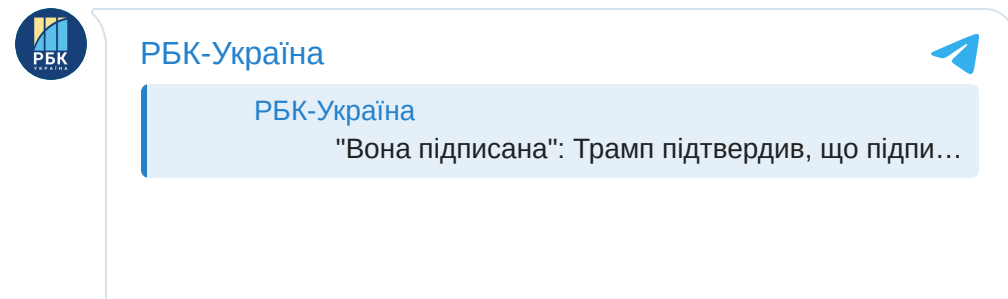 РБК
УКРАЇНА
РБК-Україна
РБК-Україна
"Вона підписана": Трамп підтвердив, що підпи…